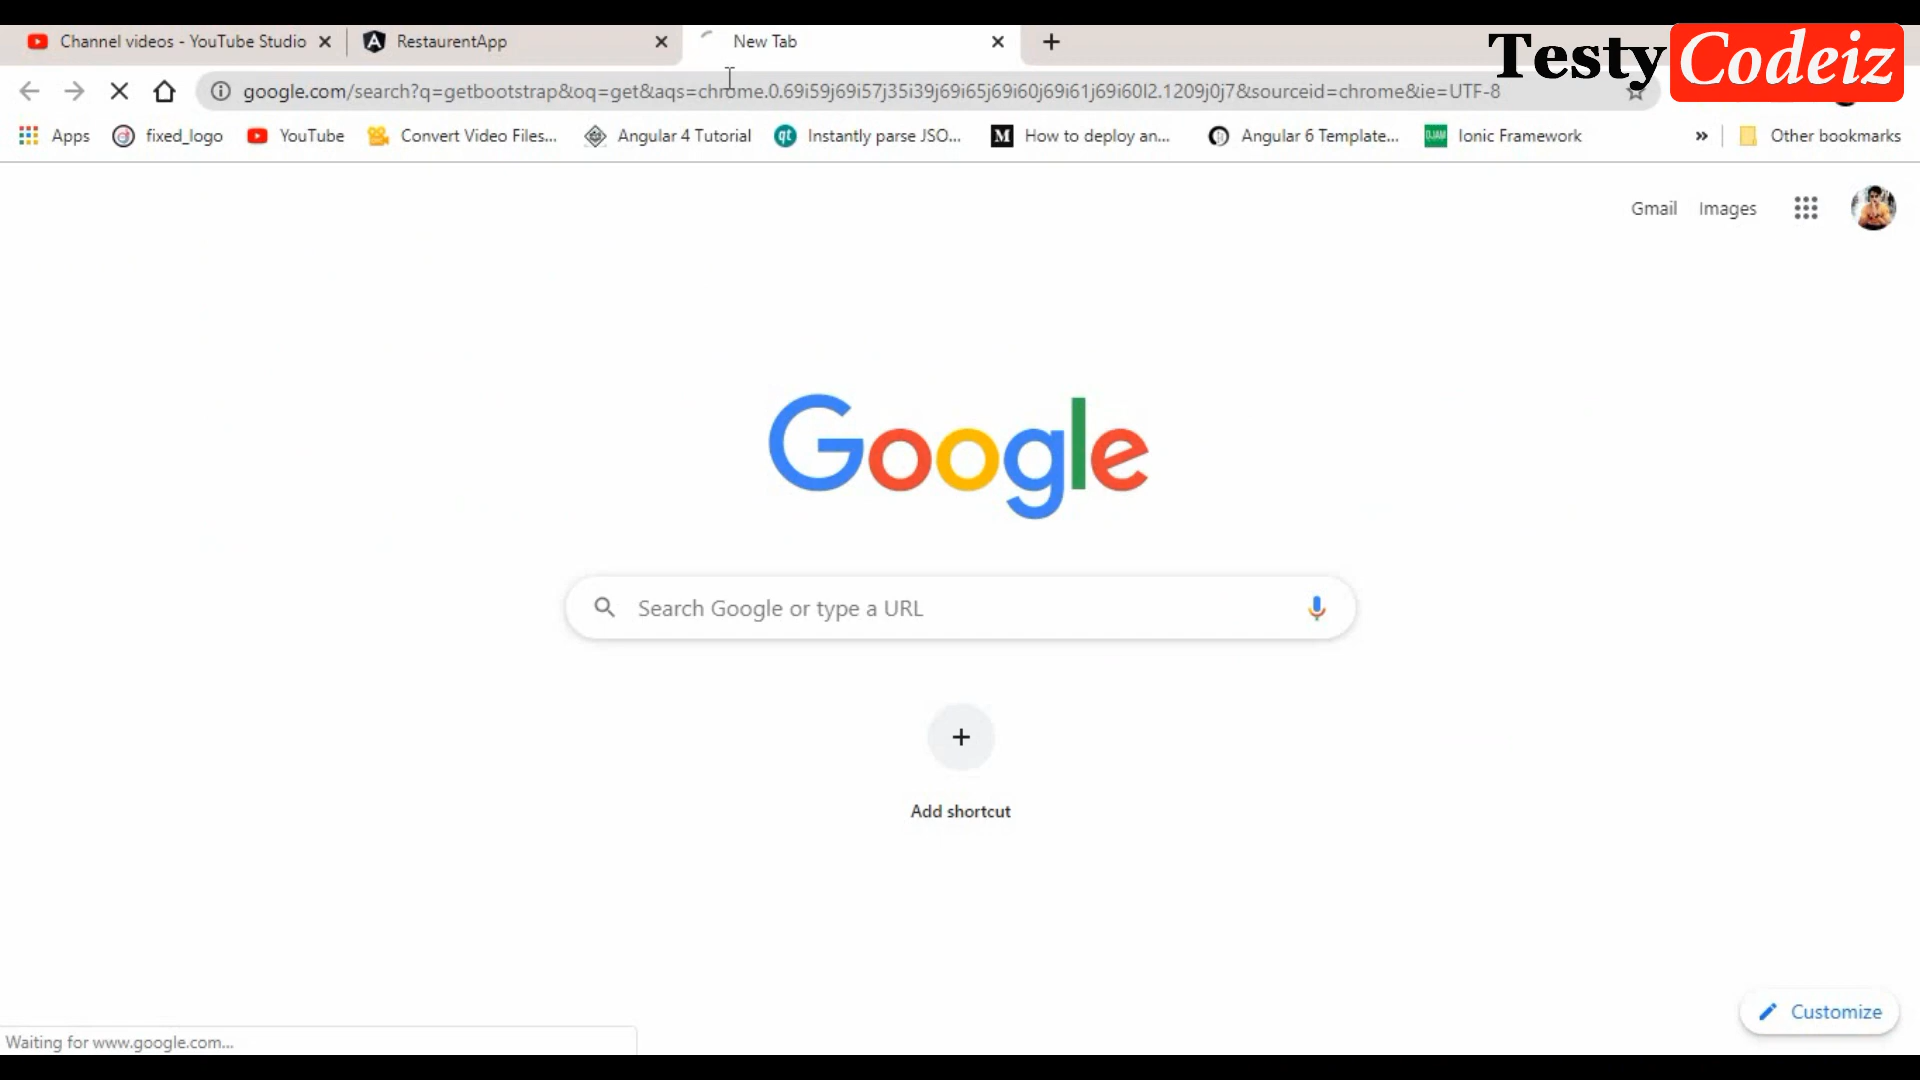 Channel videos - YouTube Studio
RestaurentApp
New Tab
Testy Codeiz
google.com/search?q=getbootstrap&oq=get&aqs=chrome.0.69i59j69i57j35i39j69i65j69i60j69i61j69i60l2.1209j0j7&sourceid=chrome&ie=UTF-8
Apps
fixed_logo
YouTube
Convert Video Files...
Angular 4 Tutorial
qt
Instantly parse JSO...
M
How to deploy an...
Angular 6 Template...
Ionic Framework
»
Other bookmarks
Gmail
Images
Google
Search Google or type a URL
Add shortcut
Customize
Waiting for www.google.com...